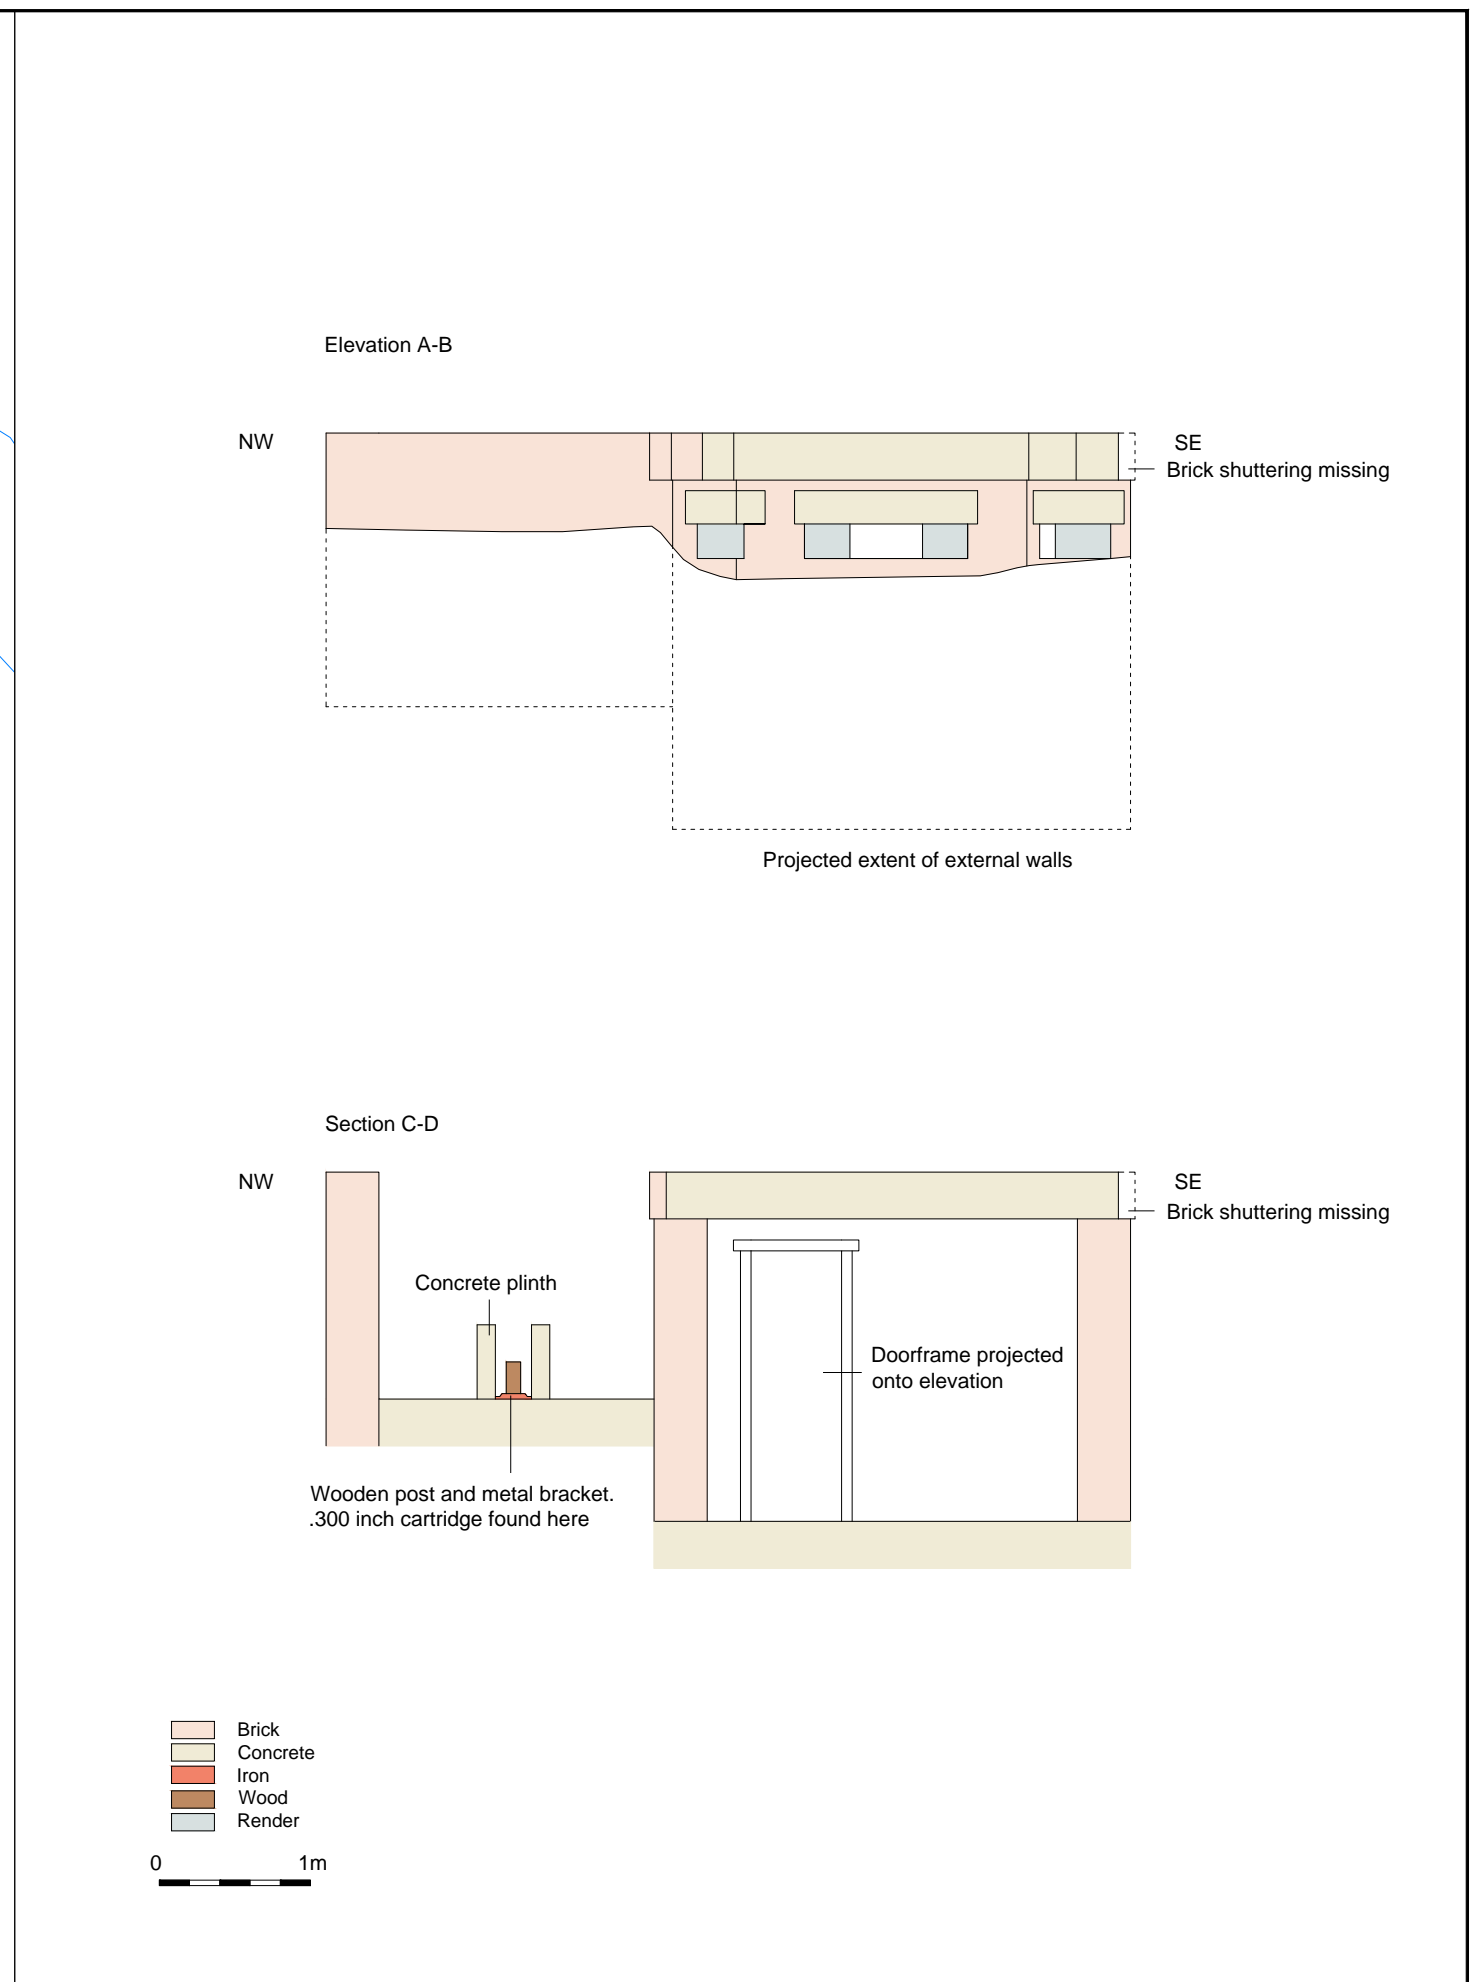 Elevation A-B
NW
SE
Brick shuttering missing
Projected extent of external walls
Section C-D
NW
SE
Brick shuttering missing
Concrete plinth
Doorframe projected
onto elevation
Wooden post and metal bracket.
.300 inch cartridge found here
Brick
Concrete
Iron
Wood
Render
0 1m